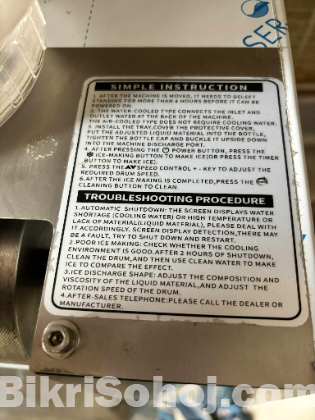 SER
SIMPLE INSTRUCTION
1. AFTER THE MACHINE IS MOVED, IT NEEDS TO BE LEFT
STANDING FOR MORE THAN 4 HOURS BEFORE IT CAN BE
POWERED ON.
2. THE WATER-COOLED TYPE CONNECTS THE INLET AND
OUTLET WATER AT THE BACK OF THE MACHINE.
THE AIR-COOLED TYPE DOES NOT REQUIRE COOLING WATER.
3. INSTALL THE TRAY, COVER THE PROTECTIVE COVER,
PUT THE ADJUSTED LIQUID MATERIAL INTO THE BOTTLE,
TIGHTEN THE BOTTLE CAP AND BUCKLE IT UPSIDE DOWN
INTO THE MACHINE DISCHARGE PORT.
4. AFTER PRESSING THE POWER BUTTON, PRESS THE
ICE-MAKING BUTTON TO MAKE ICE(OR PRESS THE TIMER
BUTTON TO MAKE ICE).
5. PRESS THE SPEED CONTROL + - KEY TO ADJUST THE
REQUIRED DRUM SPEED.
6. AFTER THE ICE MAKING IS COMPLETED, PRESS THE
CLEANING BUTTON TO CLEAN.
TROUBLESHOOTING PROCEDURE
1. AUTOMATIC SHUTDOWN: THE SCREEN DISPLAYS WATER
SHORTAGE (COOLING WATER) OR HIGH TEMPERATURE OR
LACK OF MATERIAL(LIQUID MATERIAL), PLEASE DEAL WITH
IT ACCORDINGLY. SCREEN DISPLAY DETECTION, THERE MAY
BE A FAULT, TRY TO SHUT DOWN AND RESTART.
2. POOR ICE MAKING: CHECK WHETHER THE COOLING
ENVIRONMENT IS GOOD. AFTER 2 HOURS OF SHUTDOWN,
CLEAN THE DRUM, AND THEN USE CLEAN WATER TO MAKE
ICE TO COMPARE THE EFFECT.
3. ICE DISCHARGE SHAPE: ADJUST THE COMPOSITION AND
VISCOSITY OF THE LIQUID MATERIAL, AND ADJUST THE
ROTATION SPEED OF THE DRUM.
4. AFTER-SALES TELEPHONE: PLEASE CALL THE DEALER OR
MANUFACTURER.
BikriSohoj.com